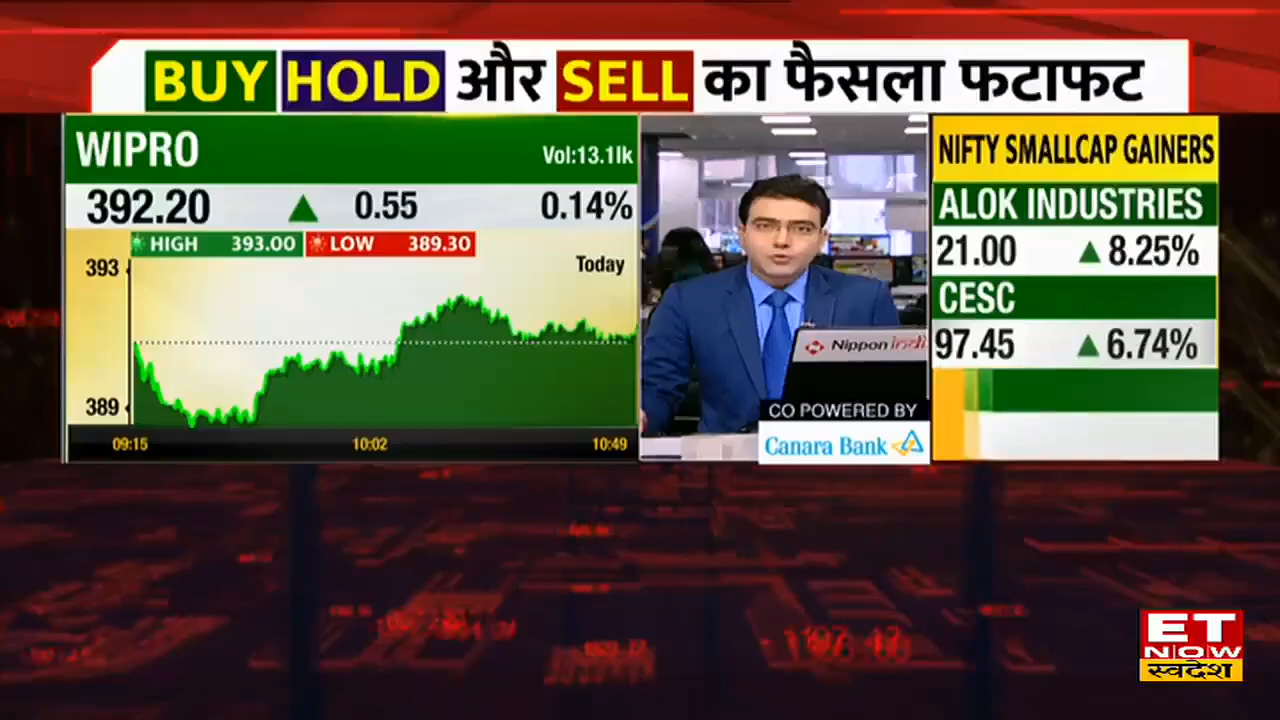 BUY HOLD और SELL का फैसला फटाफट
WIPRO
Vol:13.1lk
392.20 ▲ 0.55 0.14%
HIGH 393.00 LOW 389.30
393
Today
389
09:15 10:02 10:49
Nippon indi
CO POWERED BY
Canara Bank
NIFTY SMALLCAP GAINERS
ALOK INDUSTRIES
21.00 ▲ 8.25%
CESC
97.45 ▲ 6.74%
ET
NOW
स्वदेश